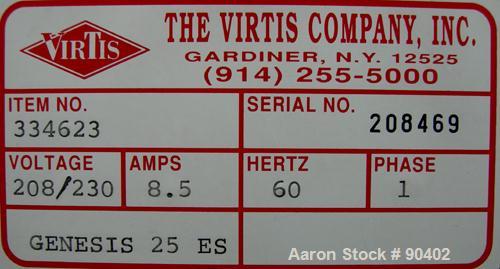 VIRTIS
THE VIRTIS COMPANY, INC.
GARDINER, N.Y. 12525
(914) 255-5000
ITEM NO.
334623
SERIAL NO.
208469
VOLTAGE
208/230
AMPS
8.5
HERTZ
60
PHASE
1
GENESIS 25 ES
Aaron Stock # 90402